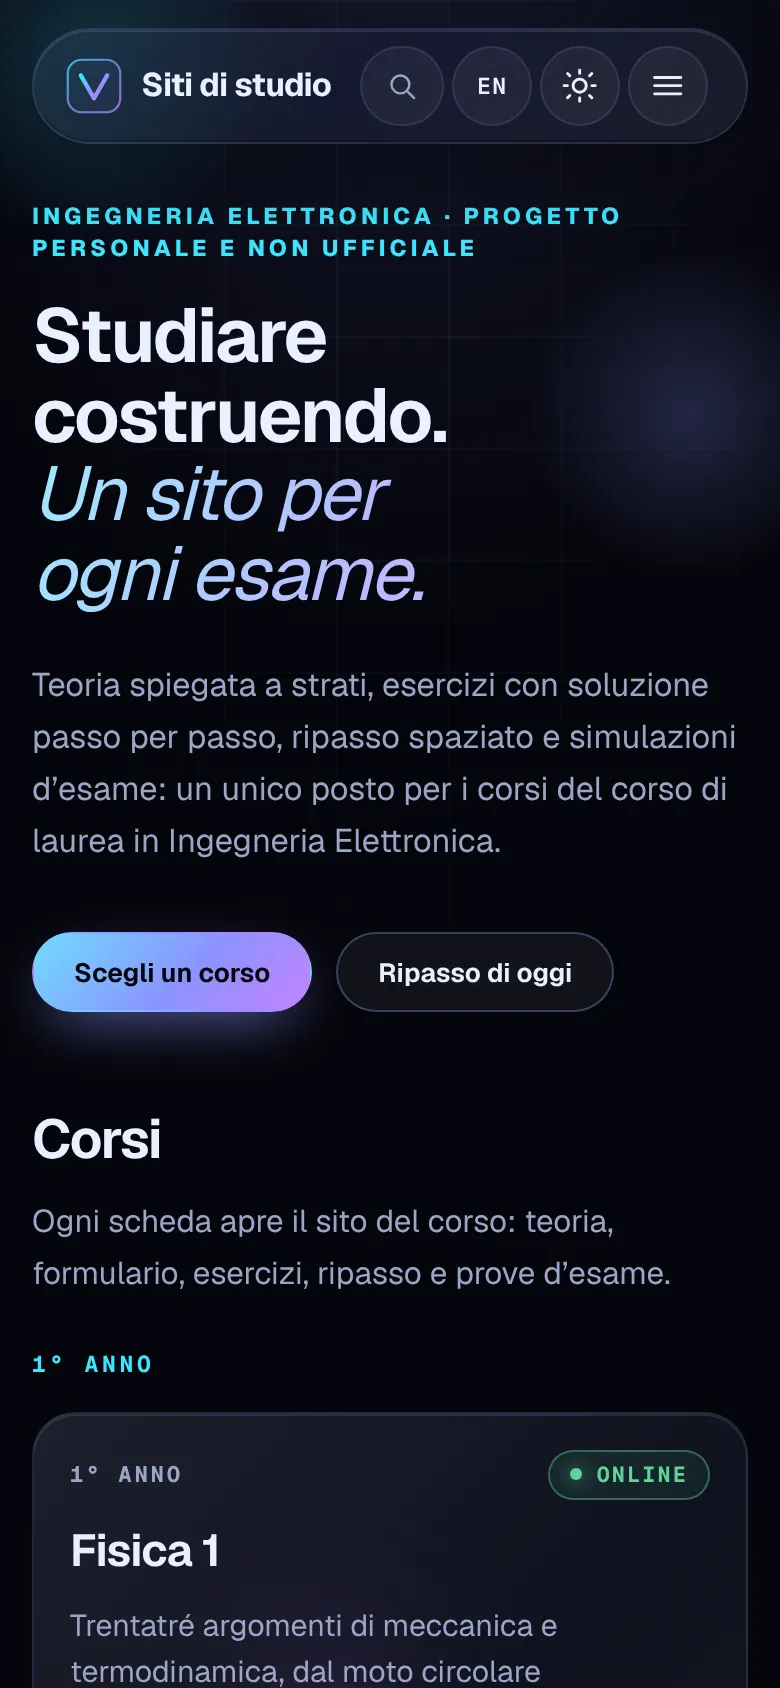 Siti di studio
EN
INGEGNERIA ELETTRONICA · PROGETTO
PERSONALE E NON UFFICIALE
Studiare
costruendo.
Un sito per
ogni esame.
Teoria spiegata a strati, esercizi con soluzione
passo per passo, ripasso spaziato e simulazioni
d’esame: un unico posto per i corsi del corso di
laurea in Ingegneria Elettronica.
Scegli un corso
Ripasso di oggi
Corsi
Ogni scheda apre il sito del corso: teoria,
formulario, esercizi, ripasso e prove d’esame.
1° ANNO
1° ANNO
ONLINE
Fisica 1
Trentatré argomenti di meccanica e
termodinamica, dal moto circolare